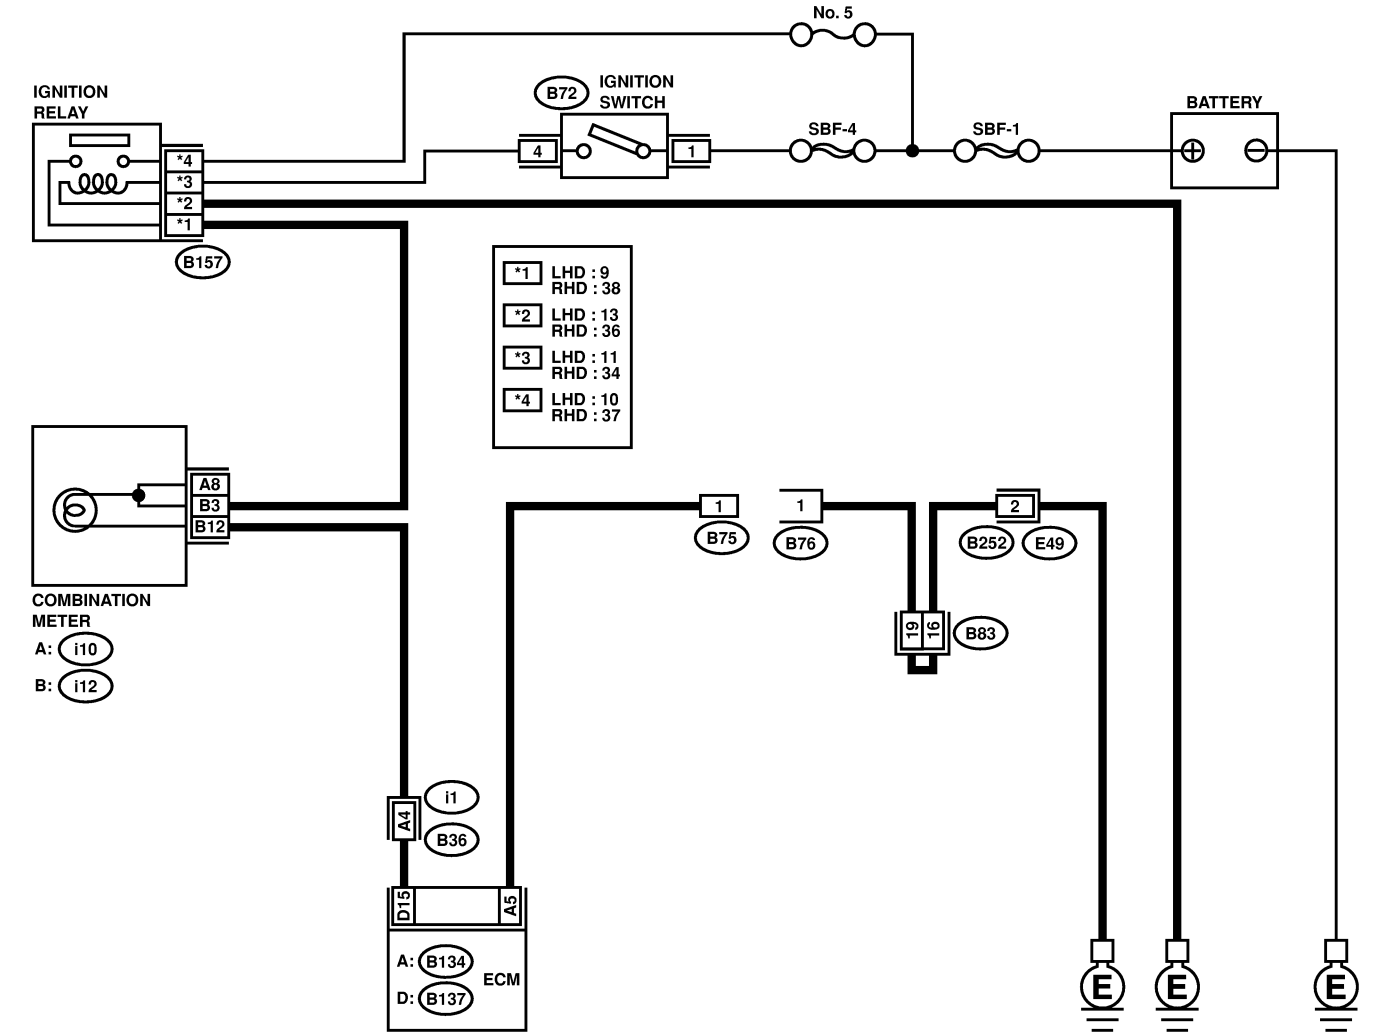 No. 5
IGNITION
RELAY
B72
IGNITION
SWITCH
4
1
SBF-4
SBF-1
BATTERY
*4
*3
*2
*1
B157
*1 LHD : 9
RHD : 38
*2 LHD : 13
RHD : 36
*3 LHD : 11
RHD : 34
*4 LHD : 10
RHD : 37
A8
B3
B12
COMBINATION
METER
A: i10
B: i12
1
B75
1
B76
2
B252
E49
19
16
B83
i1
A4
B36
D15
A5
A: B134
ECM
D: B137
E
E
E